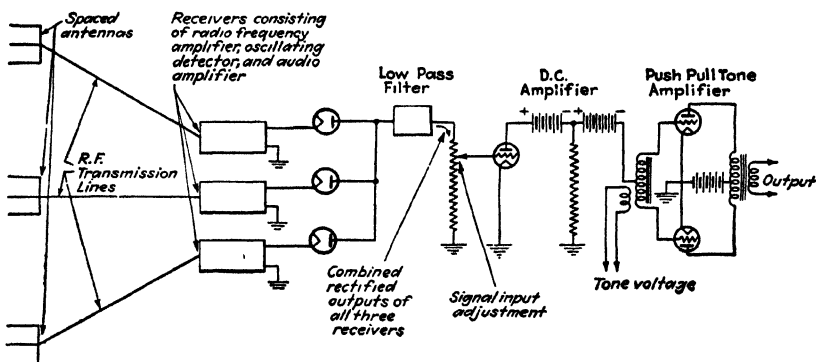 Spaced
antennas
Receivers consisting
of radio frequency
amplifier, oscillating
detector, and audio
amplifier
Low Pass
Filter
D.C.
Amplifier
Push Pull Tone
Amplifier
+ - + -
R.F.
Transmission
Lines
Output
Combined
rectified
outputs of
all three
receivers
Signal input
adjustment
Tone voltage